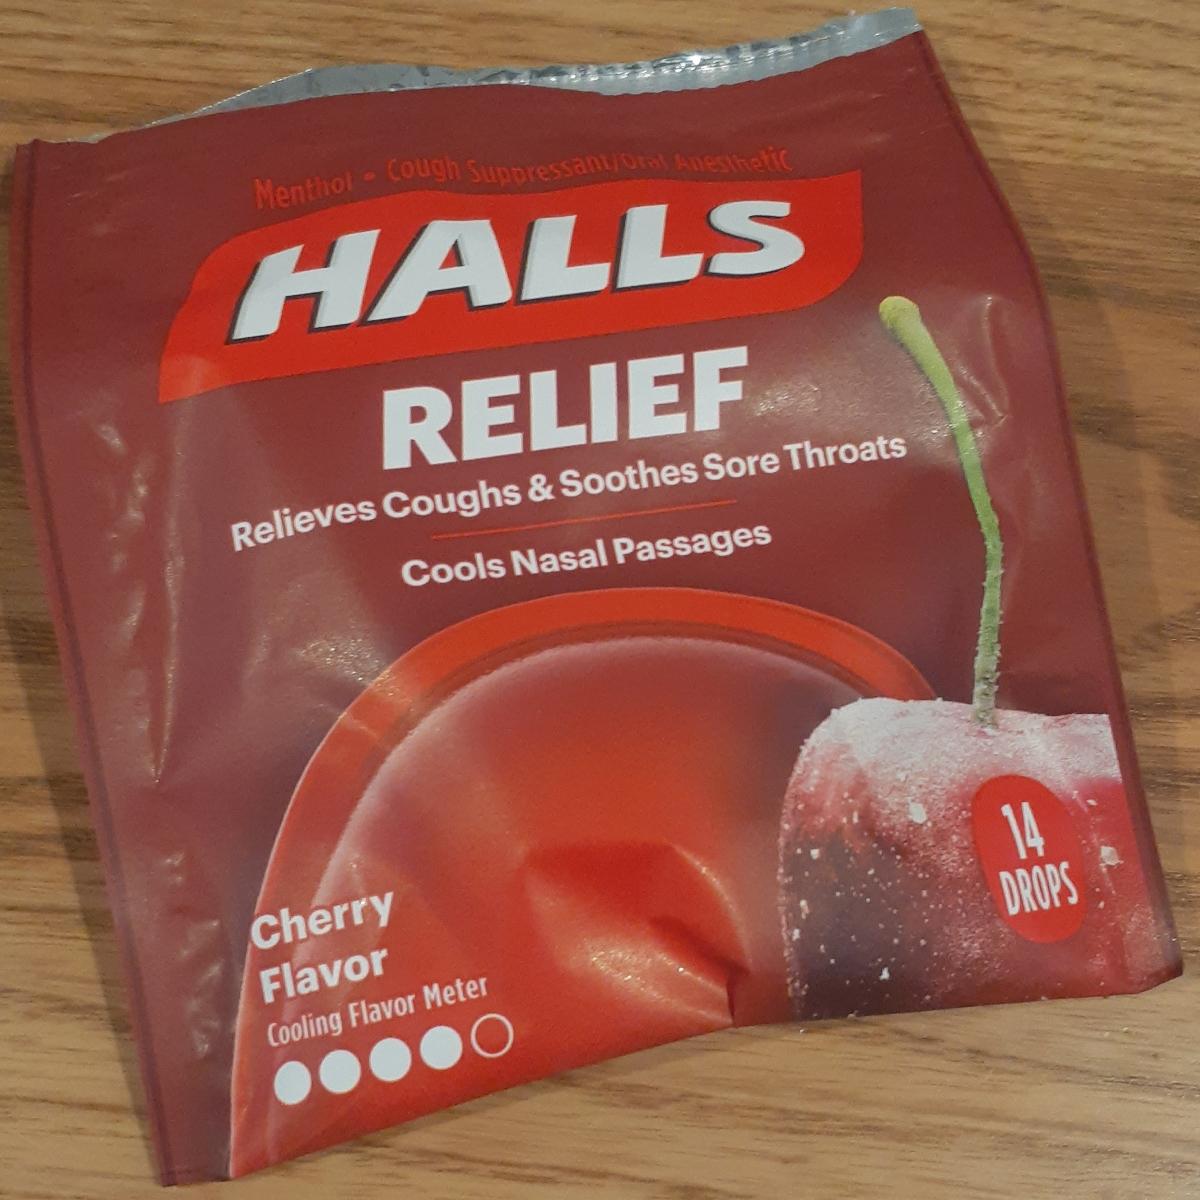 Menthol • Cough Suppressant/Oral Anesthetic
HALLS
RELIEF
Relieves Coughs & Soothes Sore Throats
Cools Nasal Passages
14
DROPS
Cherry
Flavor
Cooling Flavor Meter